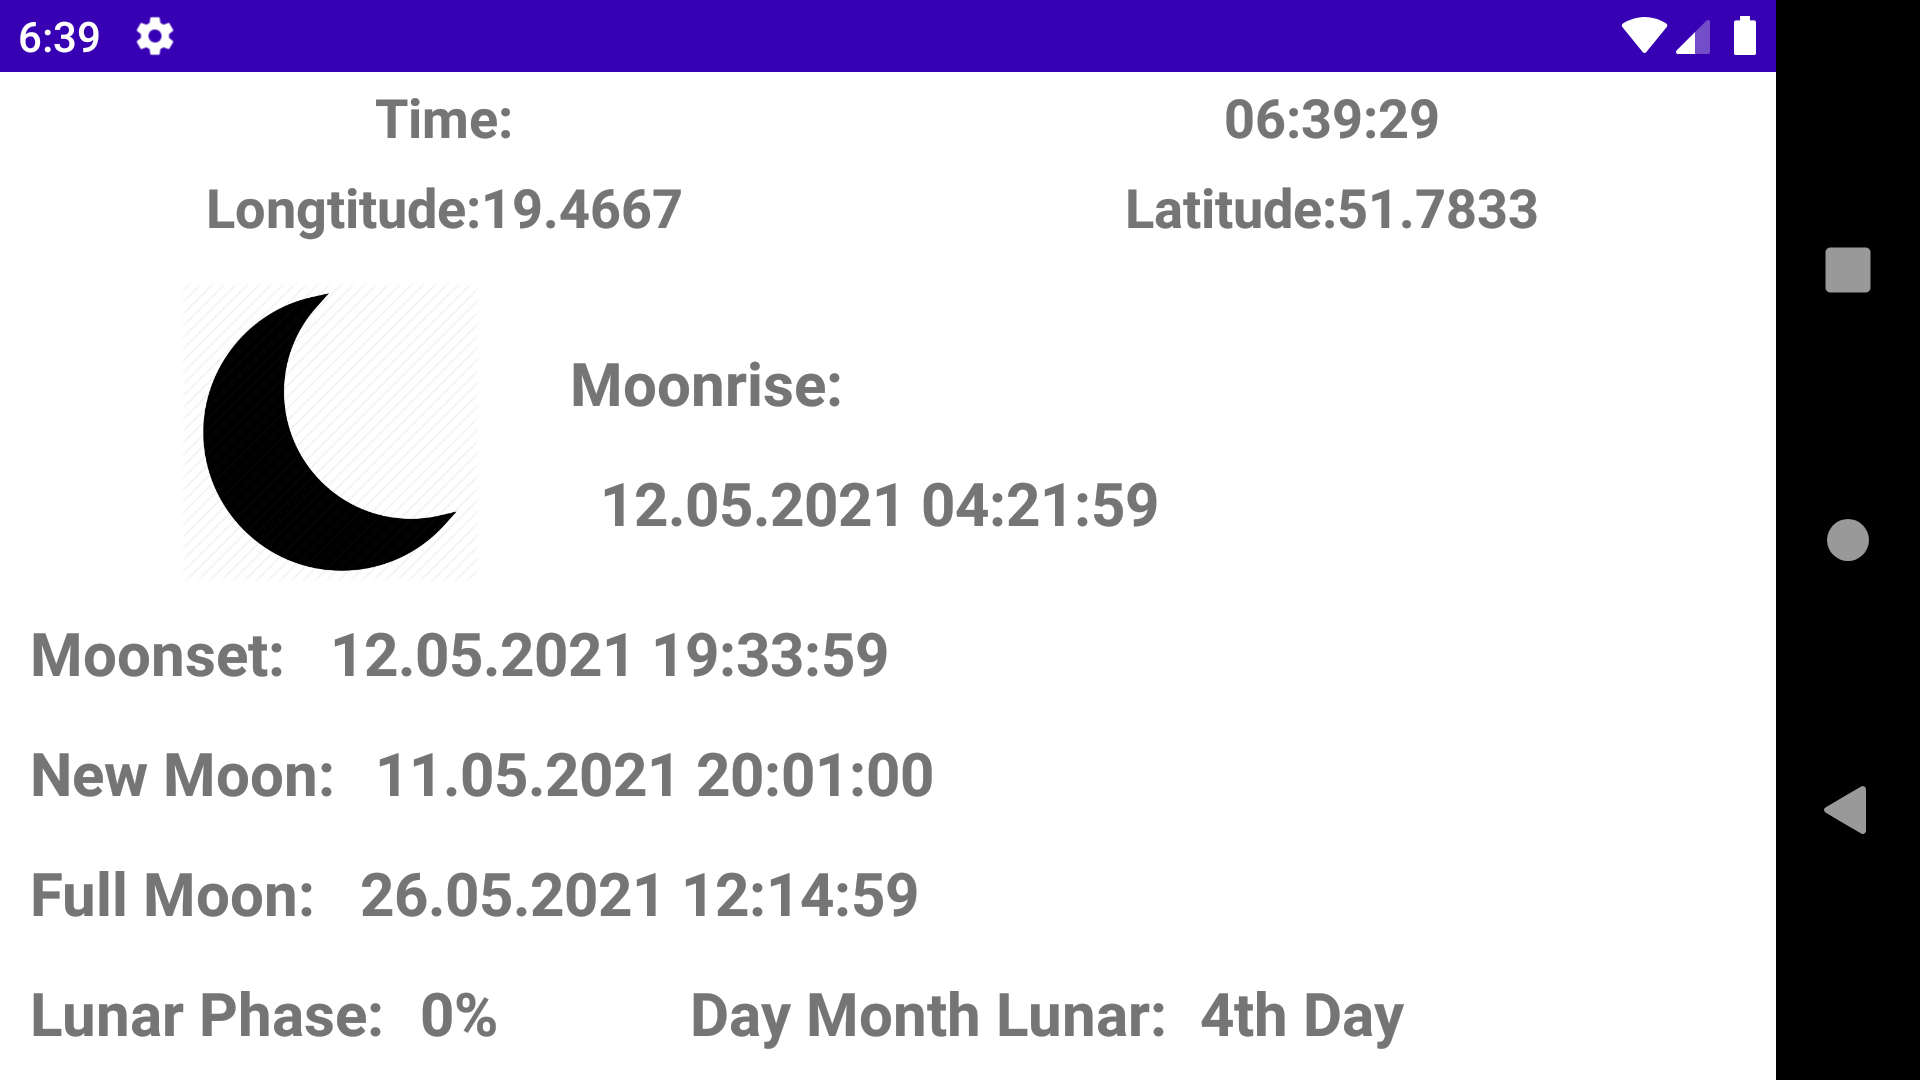 6:39
Time: 06:39:29
Longtitude:19.4667 Latitude:51.7833
Moonrise:
12.05.2021 04:21:59
Moonset: 12.05.2021 19:33:59
New Moon: 11.05.2021 20:01:00
Full Moon: 26.05.2021 12:14:59
Lunar Phase: 0% Day Month Lunar: 4th Day